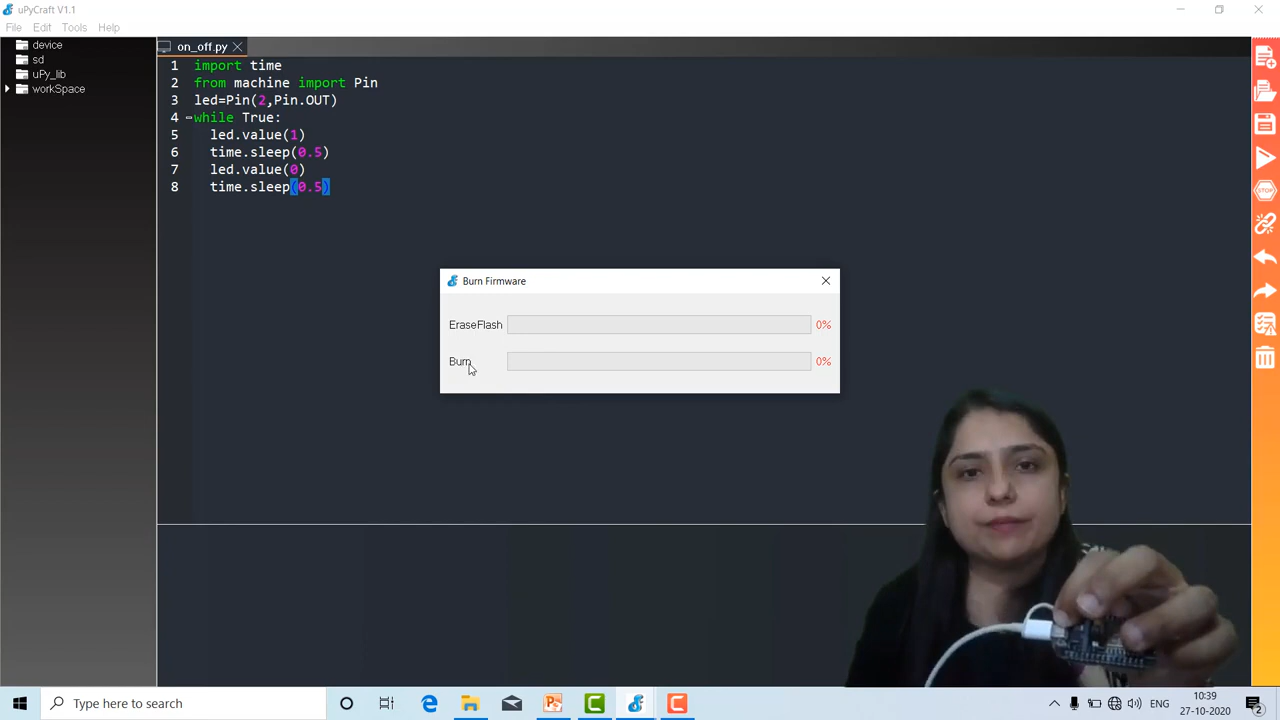 uPyCraft V1.1
File Edit Tools Help
device
sd
uPy_lib
workSpace
on_off.py
1 import time
2 from machine import Pin
3 led=Pin(2,Pin.OUT)
4 while True:
5 led.value(1)
6 time.sleep(0.5)
7 led.value(0)
8 time.sleep(0.5)
Burn Firmware
EraseFlash 0%
Burn 0%
STOP
Type here to search
10:39
27-10-2020
2